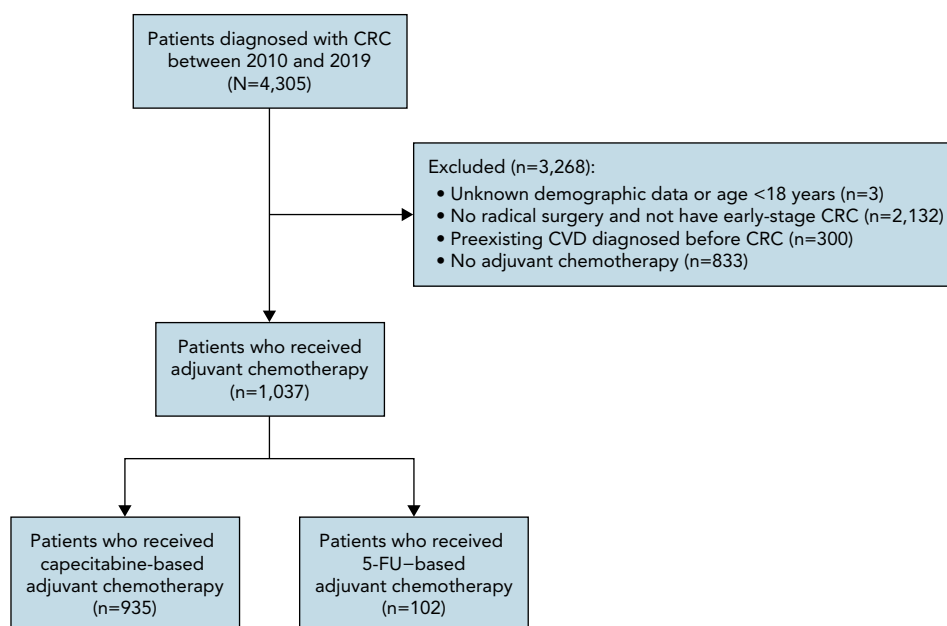 Patients diagnosed with CRC
between 2010 and 2019
(N=4,305)
Excluded (n=3,268):
• Unknown demographic data or age <18 years (n=3)
• No radical surgery and not have early-stage CRC (n=2,132)
• Preexisting CVD diagnosed before CRC (n=300)
• No adjuvant chemotherapy (n=833)
Patients who received
adjuvant chemotherapy
(n=1,037)
Patients who received
capecitabine-based
adjuvant chemotherapy
(n=935)
Patients who received
5-FU–based
adjuvant chemotherapy
(n=102)